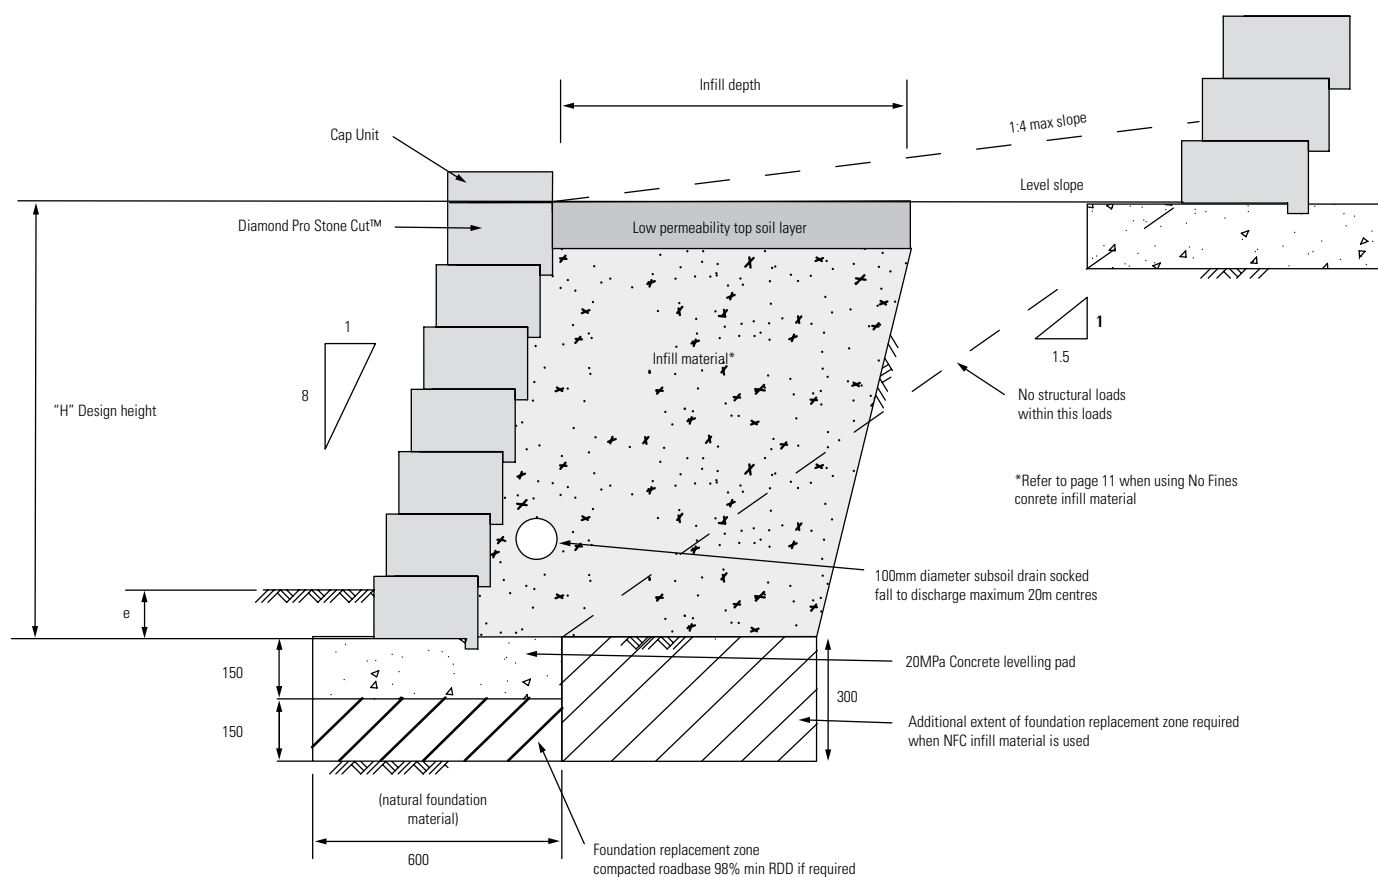 Infill depth
Cap Unit
1:4 max slope
Level slope
Diamond Pro Stone Cut™
Low permeability top soil layer
1
8
Infill material*
1
1.5
"H" Design height
No structural loads
within this loads
*Refer to page 11 when using No Fines
conrete infill material
100mm diameter subsoil drain socked
fall to discharge maximum 20m centres
e
150
20MPa Concrete levelling pad
300
150
Additional extent of foundation replacement zone required
when NFC infill material is used
(natural foundation
material)
600
Foundation replacement zone
compacted roadbase 98% min RDD if required